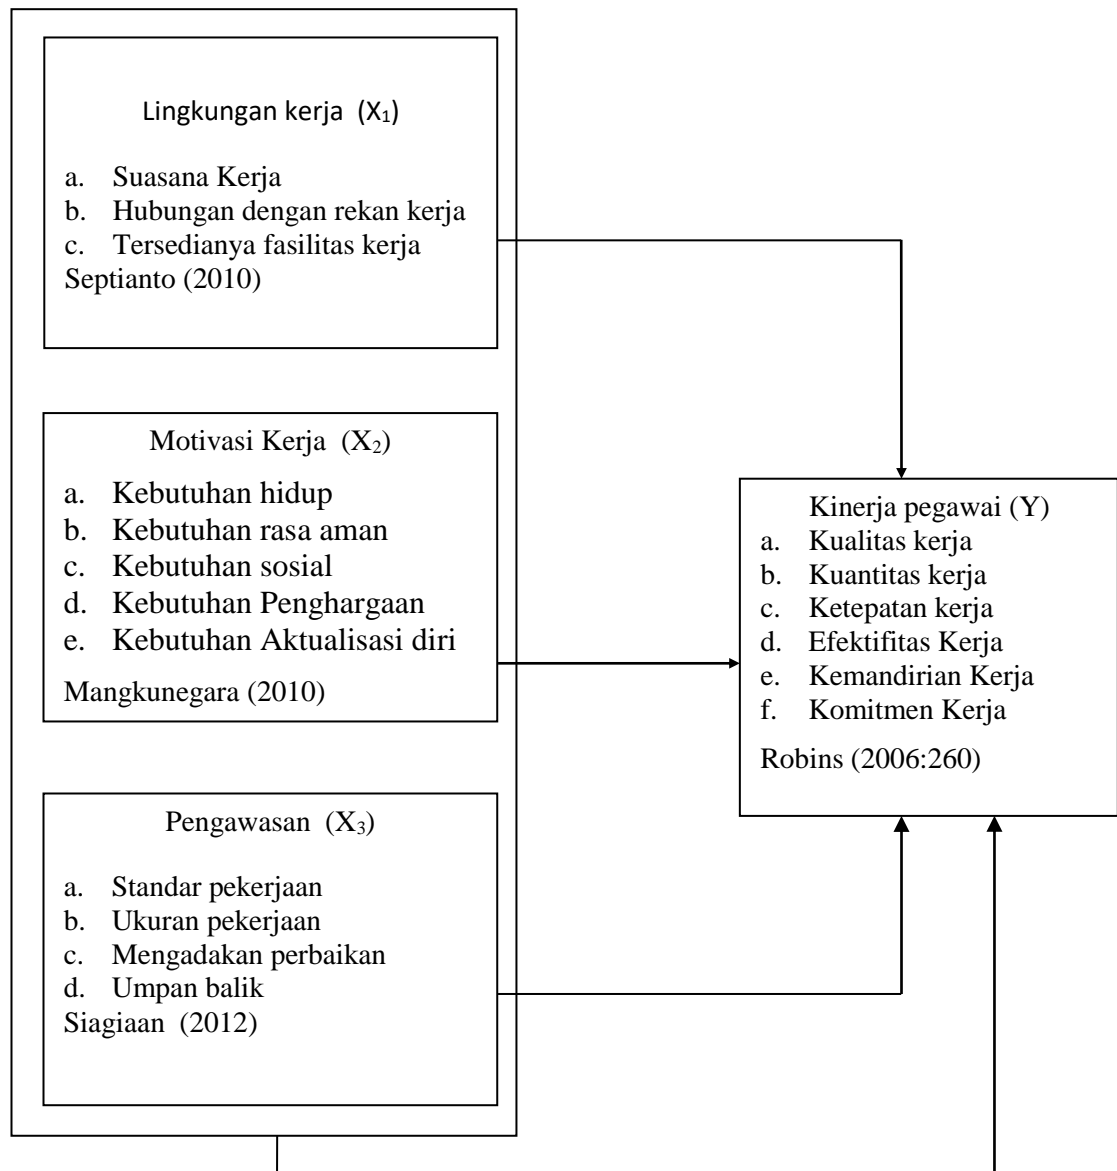 Lingkungan kerja (X₁)
a. Suasana Kerja
b. Hubungan dengan rekan kerja
c. Tersedianya fasilitas kerja
Septianto (2010)
Motivasi Kerja (X₂)
a. Kebutuhan hidup
b. Kebutuhan rasa aman
c. Kebutuhan sosial
d. Kebutuhan Penghargaan
e. Kebutuhan Aktualisasi diri
Mangkunegara (2010)
Pengawasan (X₃)
a. Standar pekerjaan
b. Ukuran pekerjaan
c. Mengadakan perbaikan
d. Umpan balik
Siagiaan (2012)
Kinerja pegawai (Y)
a. Kualitas kerja
b. Kuantitas kerja
c. Ketepatan kerja
d. Efektifitas Kerja
e. Kemandirian Kerja
f. Komitmen Kerja
Robins (2006:260)